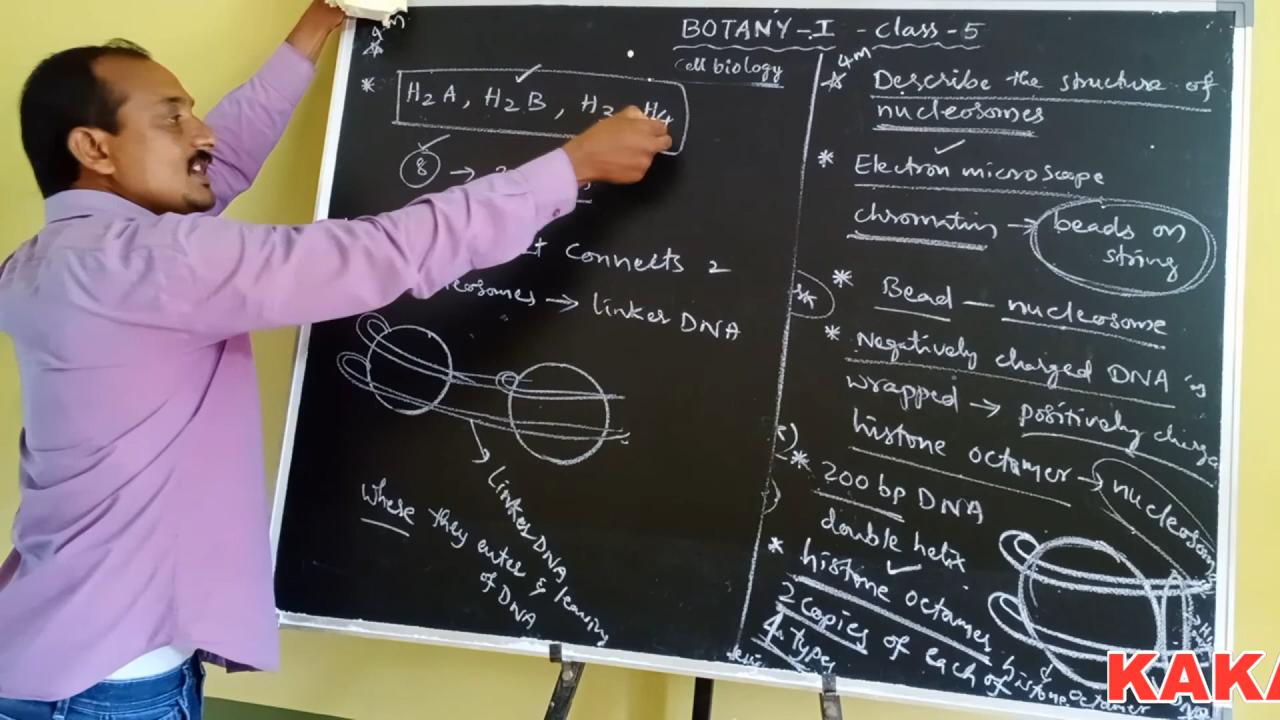 BOTANY-I - class - 5
Cell biology
4m
Describe the structure of
nucleosomes
* Electron microscope
chromatin → beads on
string
* Bead - nucleosome
* Negatively charged DNA is
wrapped → positively
histone octamer → nucleosome
* 200 bp DNA
double helix
* histone octames
2 copies of each of
4 types
histone octamer
* H2A, H2B, H3, H4
8 →
It connects 2
→ linker DNA
Linker DNA
where they enter & leaving
of DNA
KAKA